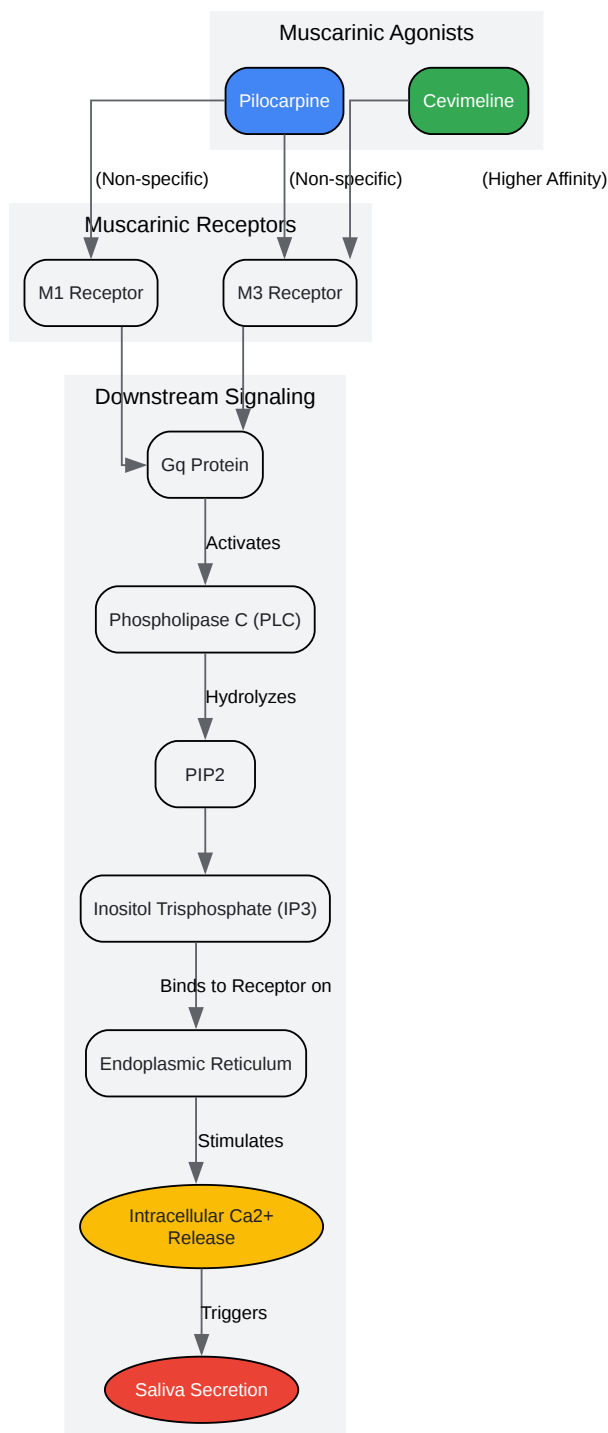 Muscarinic Agonists
Pilocarpine
Cevimeline
(Non-specific)
(Non-specific)
(Higher Affinity)
Muscarinic Receptors
M1 Receptor
M3 Receptor
Downstream Signaling
Gq Protein
Activates
Phospholipase C (PLC)
Hydrolyzes
PIP2
Inositol Trisphosphate (IP3)
Binds to Receptor on
Endoplasmic Reticulum
Stimulates
Intracellular Ca2+
Release
Triggers
Saliva Secretion